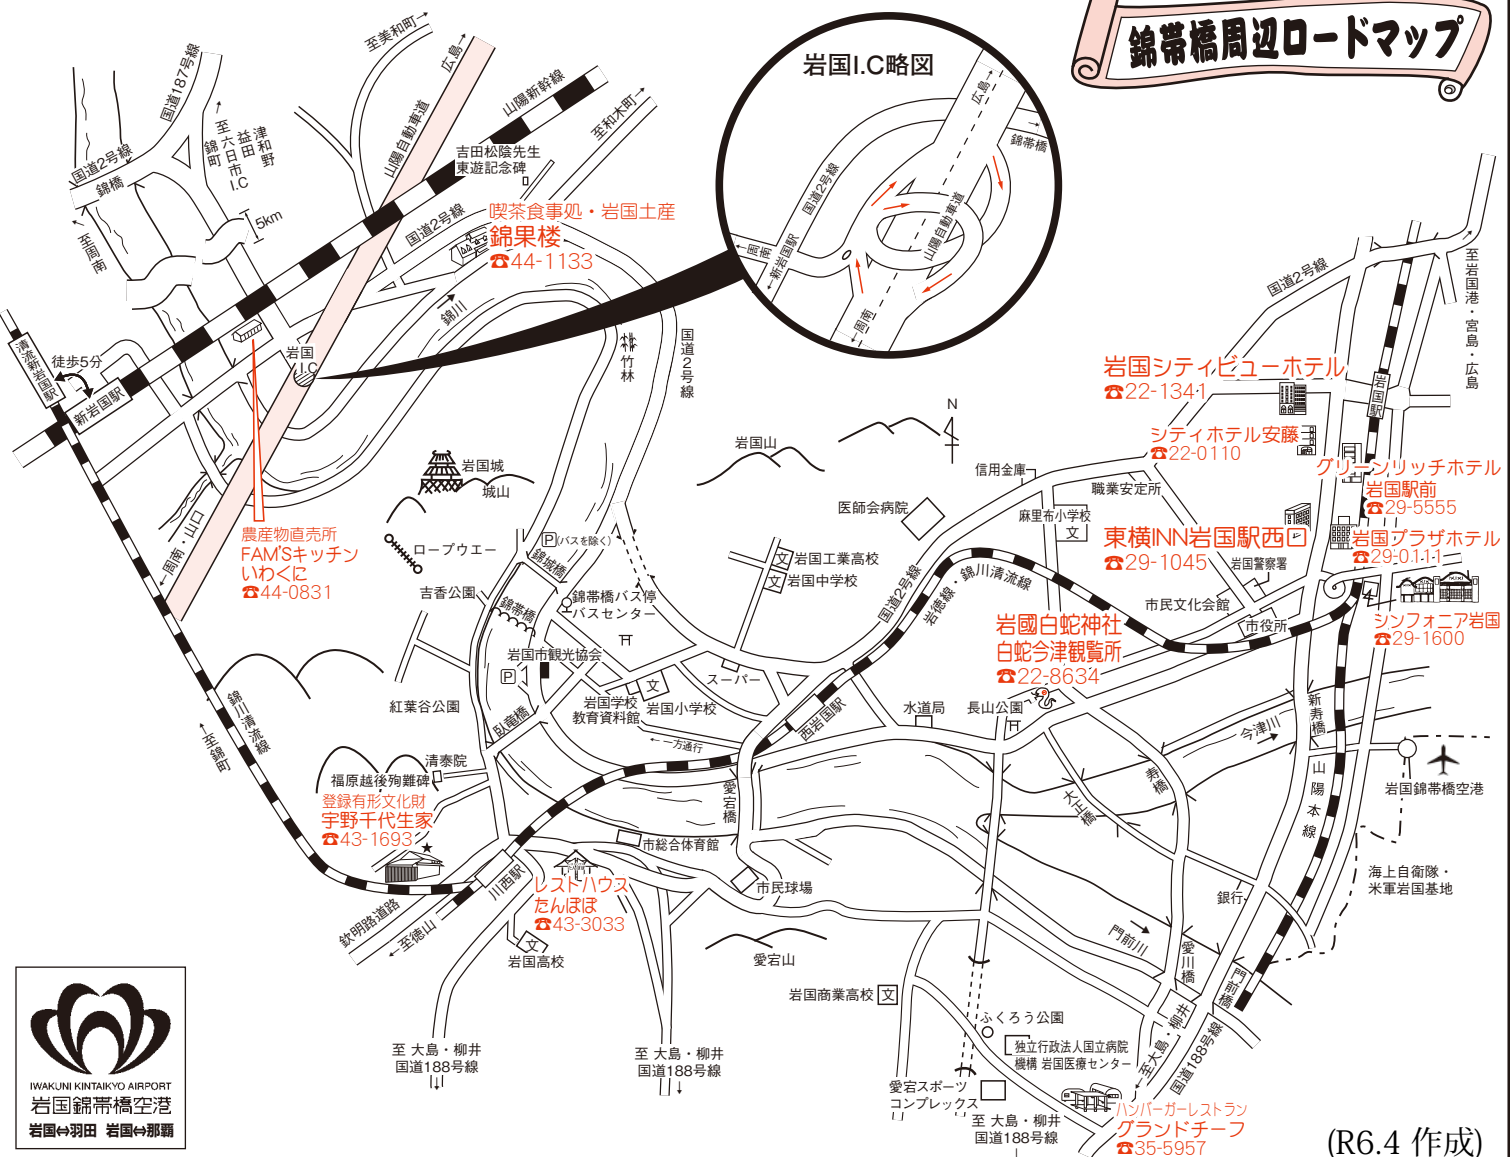 錦帯橋周辺ロードマップ
岩国I.C略図
広島
錦帯橋
国道2号線
山陽自動車道
周南
新岩国駅
周南
至美和町
広島
国道187号線
山陽新幹線
至和木町
山陽自動車道
津和野
益田
至六日市I.C
錦町
国道2号線
錦橋
至周南
5km
吉田松陰先生
東遊記念碑
国道2号線
喫茶食事処・岩国土産
錦果楼
☎44-1133
錦川
国道2号線
竹林
清流新岩国駅
徒歩5分
新岩国駅
岩国
I.C
農産物直売所
FAM'Sキッチン
いわくに
☎44-0831
周南・山口
岩国城
城山
ロープウエー
吉香公園
紅葉谷公園
P(バスを除く)
錦城橋
錦帯橋
錦帯橋バス停
バスセンター
岩国市観光協会
P
臥竜橋
岩国学校
教育資料館
文
岩国小学校
スーパー
一方通行
岩国山
N
医師会病院
文
岩国工業高校
文
岩国中学校
信用金庫
職業安定所
麻里布小学校
文
国道2号線
岩徳線・錦川清流線
国道2号線
至岩国港・宮島・広島
岩国シティビューホテル
☎22-1341
岩国駅
シティホテル安藤
☎22-0110
グリーンリッチホテル
岩国駅前
☎29-5555
東横INN岩国駅西口
☎29-1045
岩国プラザホテル
☎29-0111
岩国警察署
市民文化会館
市役所
シンフォニア岩国
☎29-1600
岩國白蛇神社
白蛇今津観覧所
☎22-8634
西岩国駅
水道局
長山公園
今津川
新寿橋
山陽本線
岩国錦帯橋空港
海上自衛隊・
米軍岩国基地
寿橋
大正橋
愛宕橋
錦川清流線
至錦町
清泰院
福原越後殉難碑
登録有形文化財
宇野千代生家
☎43-1693
★
川西駅
市総合体育館
レストハウス
たんぽぽ
☎43-3033
市民球場
欽明路道路
至徳山
文
岩国高校
愛宕山
岩国商業高校
文
銀行
門前川
愛川橋
門前橋
至大島・柳井
国道188号線
ふくろう公園
独立行政法人国立病院
機構 岩国医療センター
愛宕スポーツ
コンプレックス
至 大島・柳井
国道188号線
至 大島・柳井
国道188号線
至 大島・柳井
国道188号線
ハンバーガーレストラン
グランドチーフ
☎35-5957
IWAKUNI KINTAIKYO AIRPORT
岩国錦帯橋空港
岩国⇔羽田 岩国⇔那覇
(R6.4 作成)